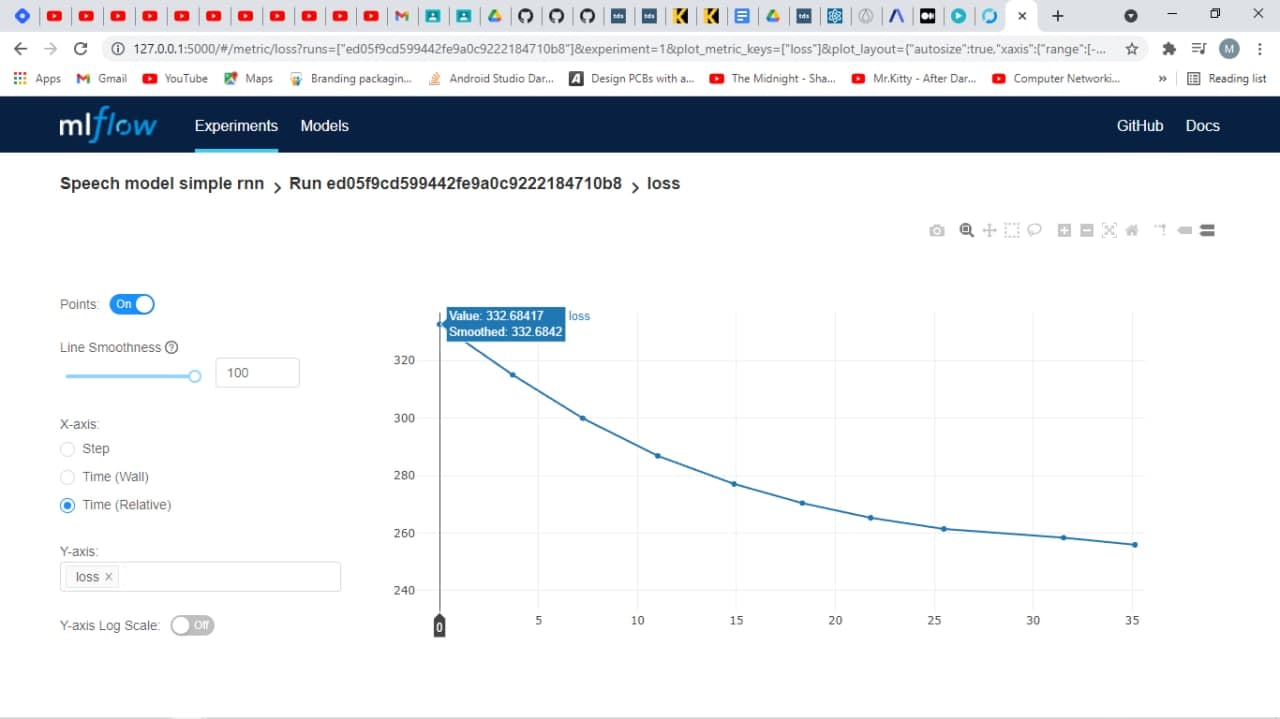 127.0.0.1:5000/#/metric/loss?runs=["ed05f9cd599442fe9a0c9222184710b8"]&experiment=1&plot_metric_keys=["loss"]&plot_layout={"autosize":true,"xaxis":{"range":[-...
M
Apps Gmail YouTube Maps Branding packagin... Android Studio Dar... Design PCBs with a... The Midnight - Sha... Mr.Kitty - After Dar... Computer Networki... » Reading list
mlflow Experiments Models GitHub Docs
Speech model simple rnn > Run ed05f9cd599442fe9a0c9222184710b8 > loss
Points: On
Line Smoothness
100
X-axis:
Step
Time (Wall)
Time (Relative)
Y-axis:
loss ×
Y-axis Log Scale: Off
Value: 332.68417
Smoothed: 332.6842
loss
320
300
280
260
240
0 5 10 15 20 25 30 35